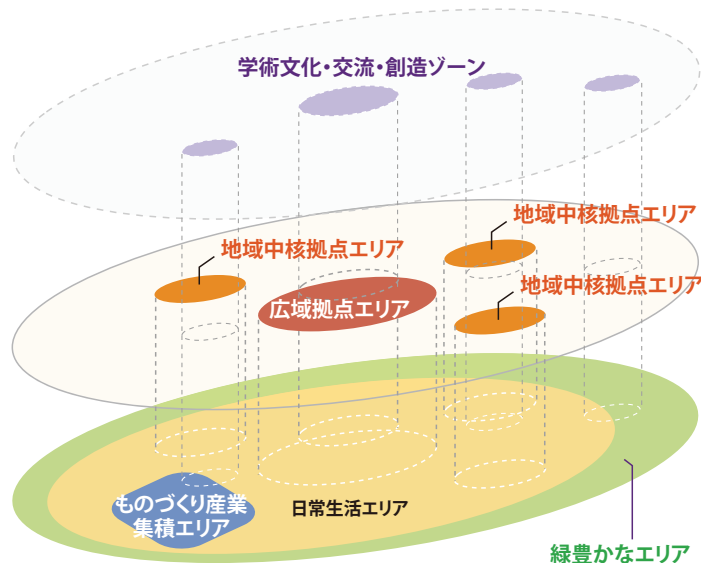 学術文化・交流・創造ゾーン
地域中核拠点エリア
地域中核拠点エリア
地域中核拠点エリア
広域拠点エリア
ものづくり産業
集積エリア
日常生活エリア
緑豊かなエリア